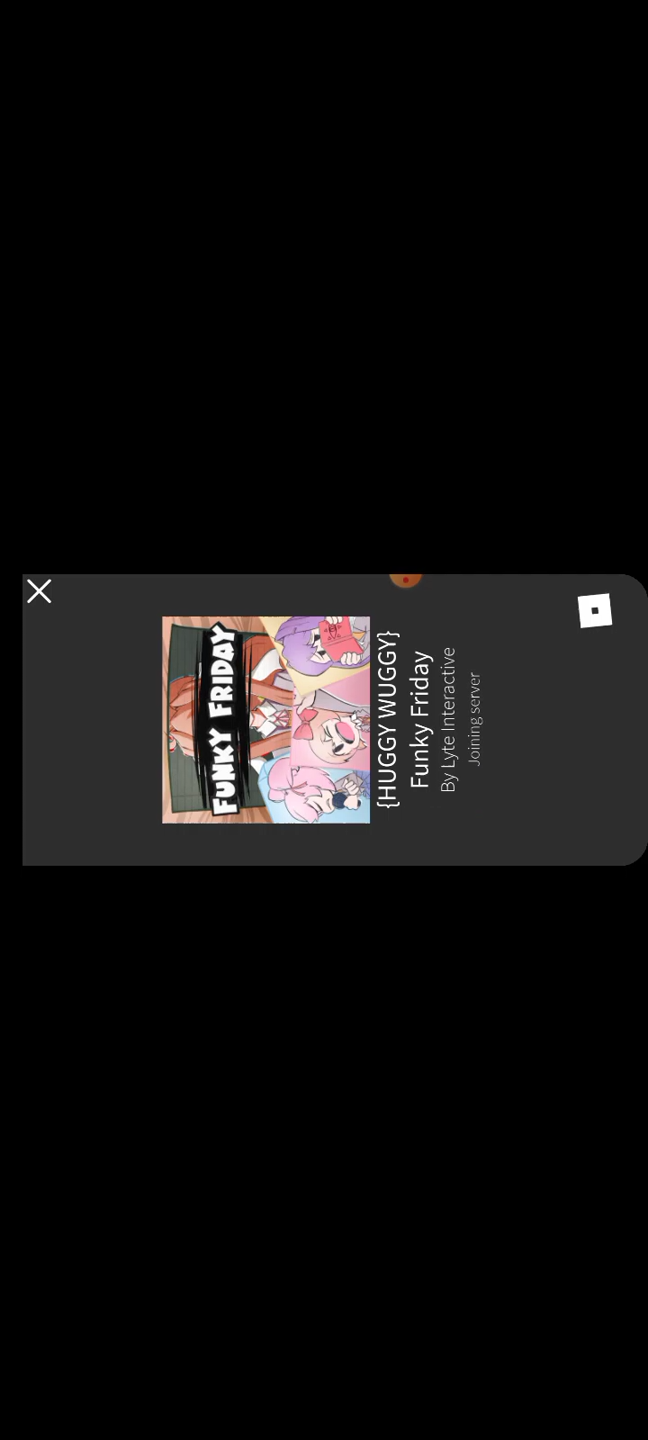 FUNKY FRIDAY
{HUGGY WUGGY}
Funky Friday
By Lyte Interactive
Joining server